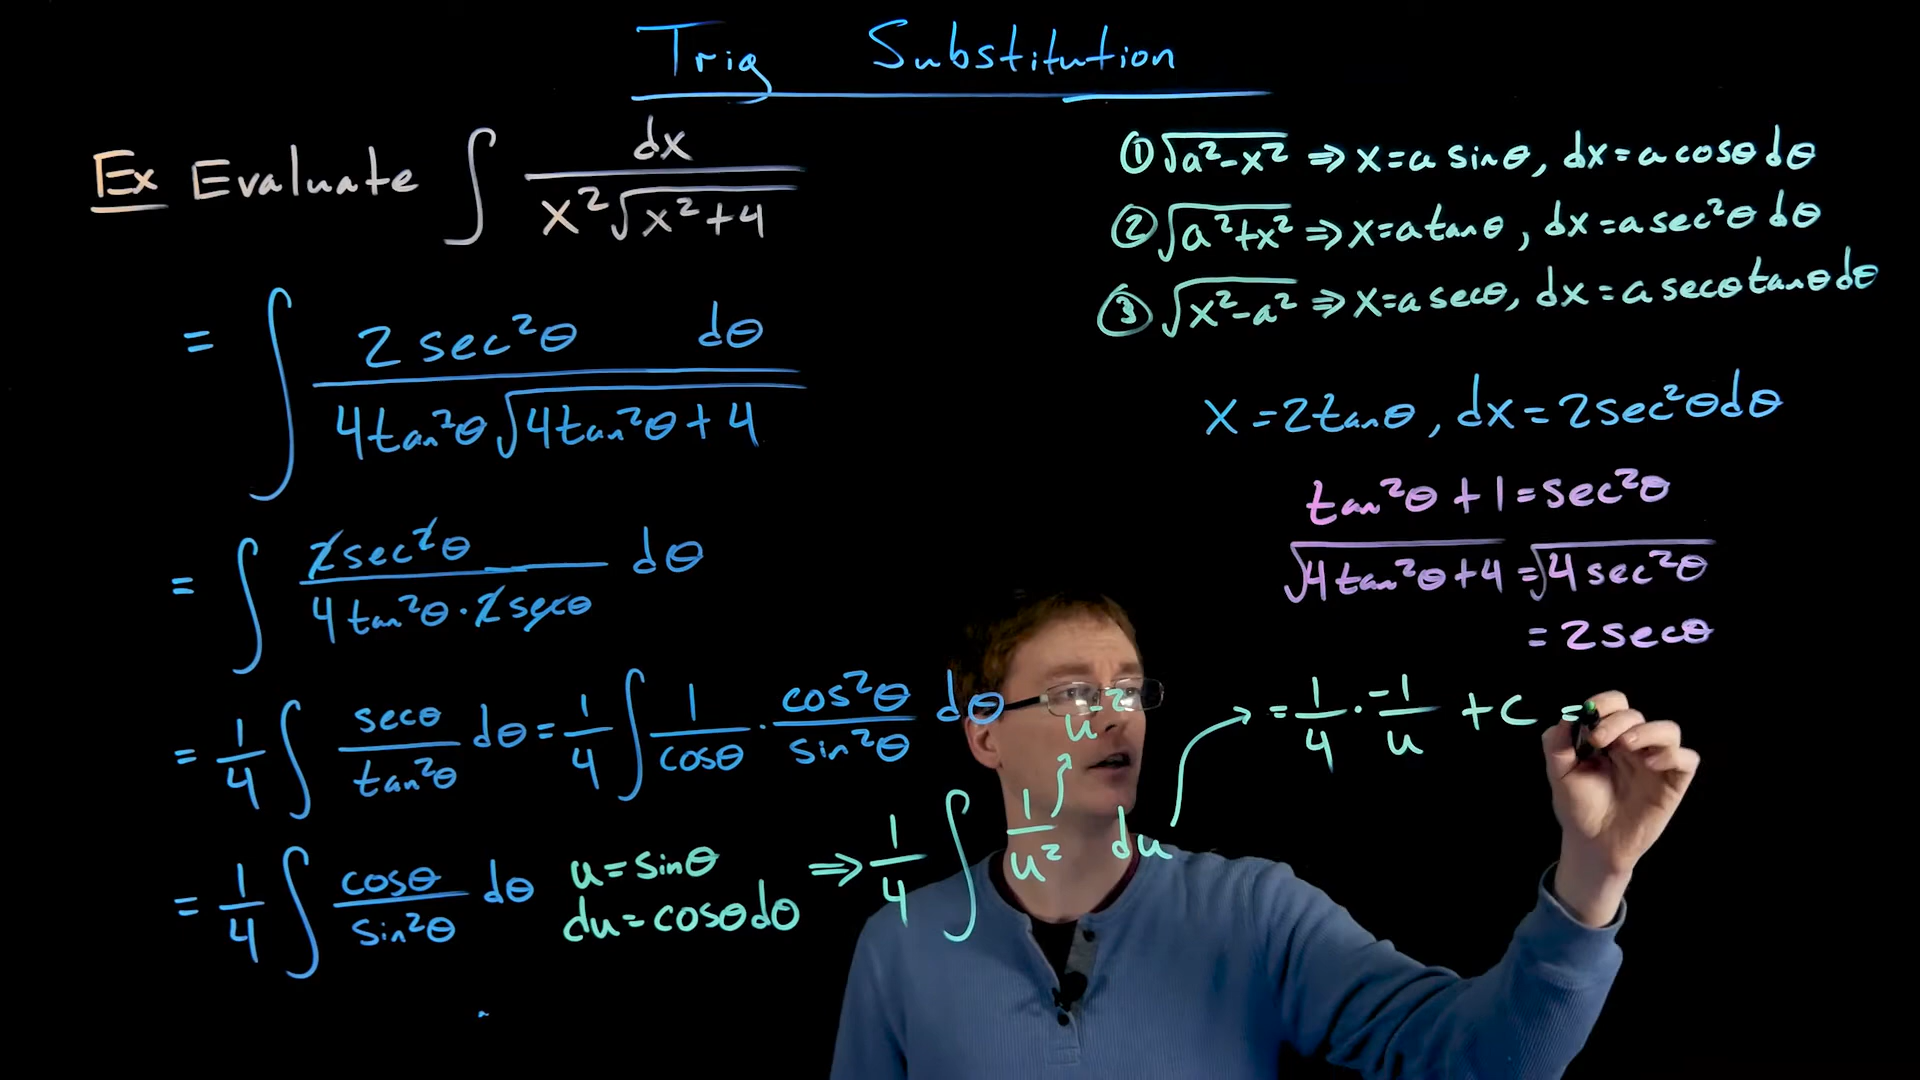 Trig Substitution
Ex Evaluate ∫ dx / (x²√(x²+4))
① √(a²-x²) ⇒ x=a sinθ, dx=a cosθ dθ
② √(a²+x²) ⇒ x=a tanθ, dx=a sec²θ dθ
③ √(x²-a²) ⇒ x=a secθ, dx=a secθ tanθ dθ
= ∫ 2 sec²θ dθ / (4tan²θ √(4tan²θ+4))
x=2tanθ, dx=2sec²θdθ
tan²θ+1=sec²θ
√(4tan²θ+4) = √(4sec²θ)
= 2secθ
= ∫ 2sec²θ / (4tan²θ·2secθ) dθ
= 1/4 ∫ secθ/tan²θ dθ = 1/4 ∫ 1/cosθ · cos²θ/sin²θ dθ
= 1/4 ∫ cosθ/sin²θ dθ
u=sinθ
du=cosθdθ
⇒ 1/4 ∫ 1/u² du
u⁻²
= 1/4 · -1/u + C =